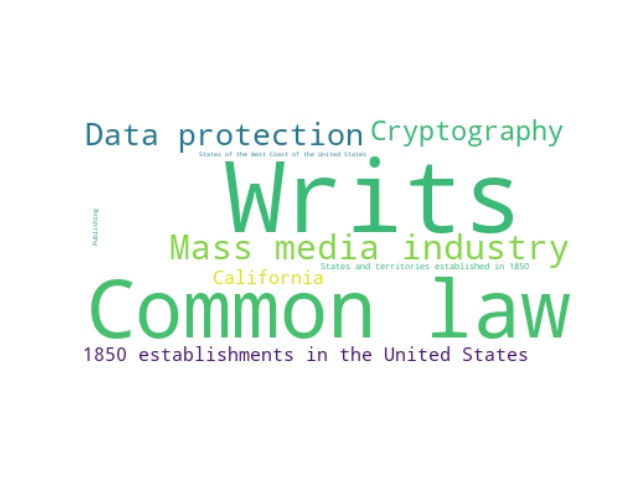 Data protection
Cryptography
States of the West Coast of the United States
Writs
Publishing
Mass media industry
States and territories established in 1850
California
Common law
1850 establishments in the United States